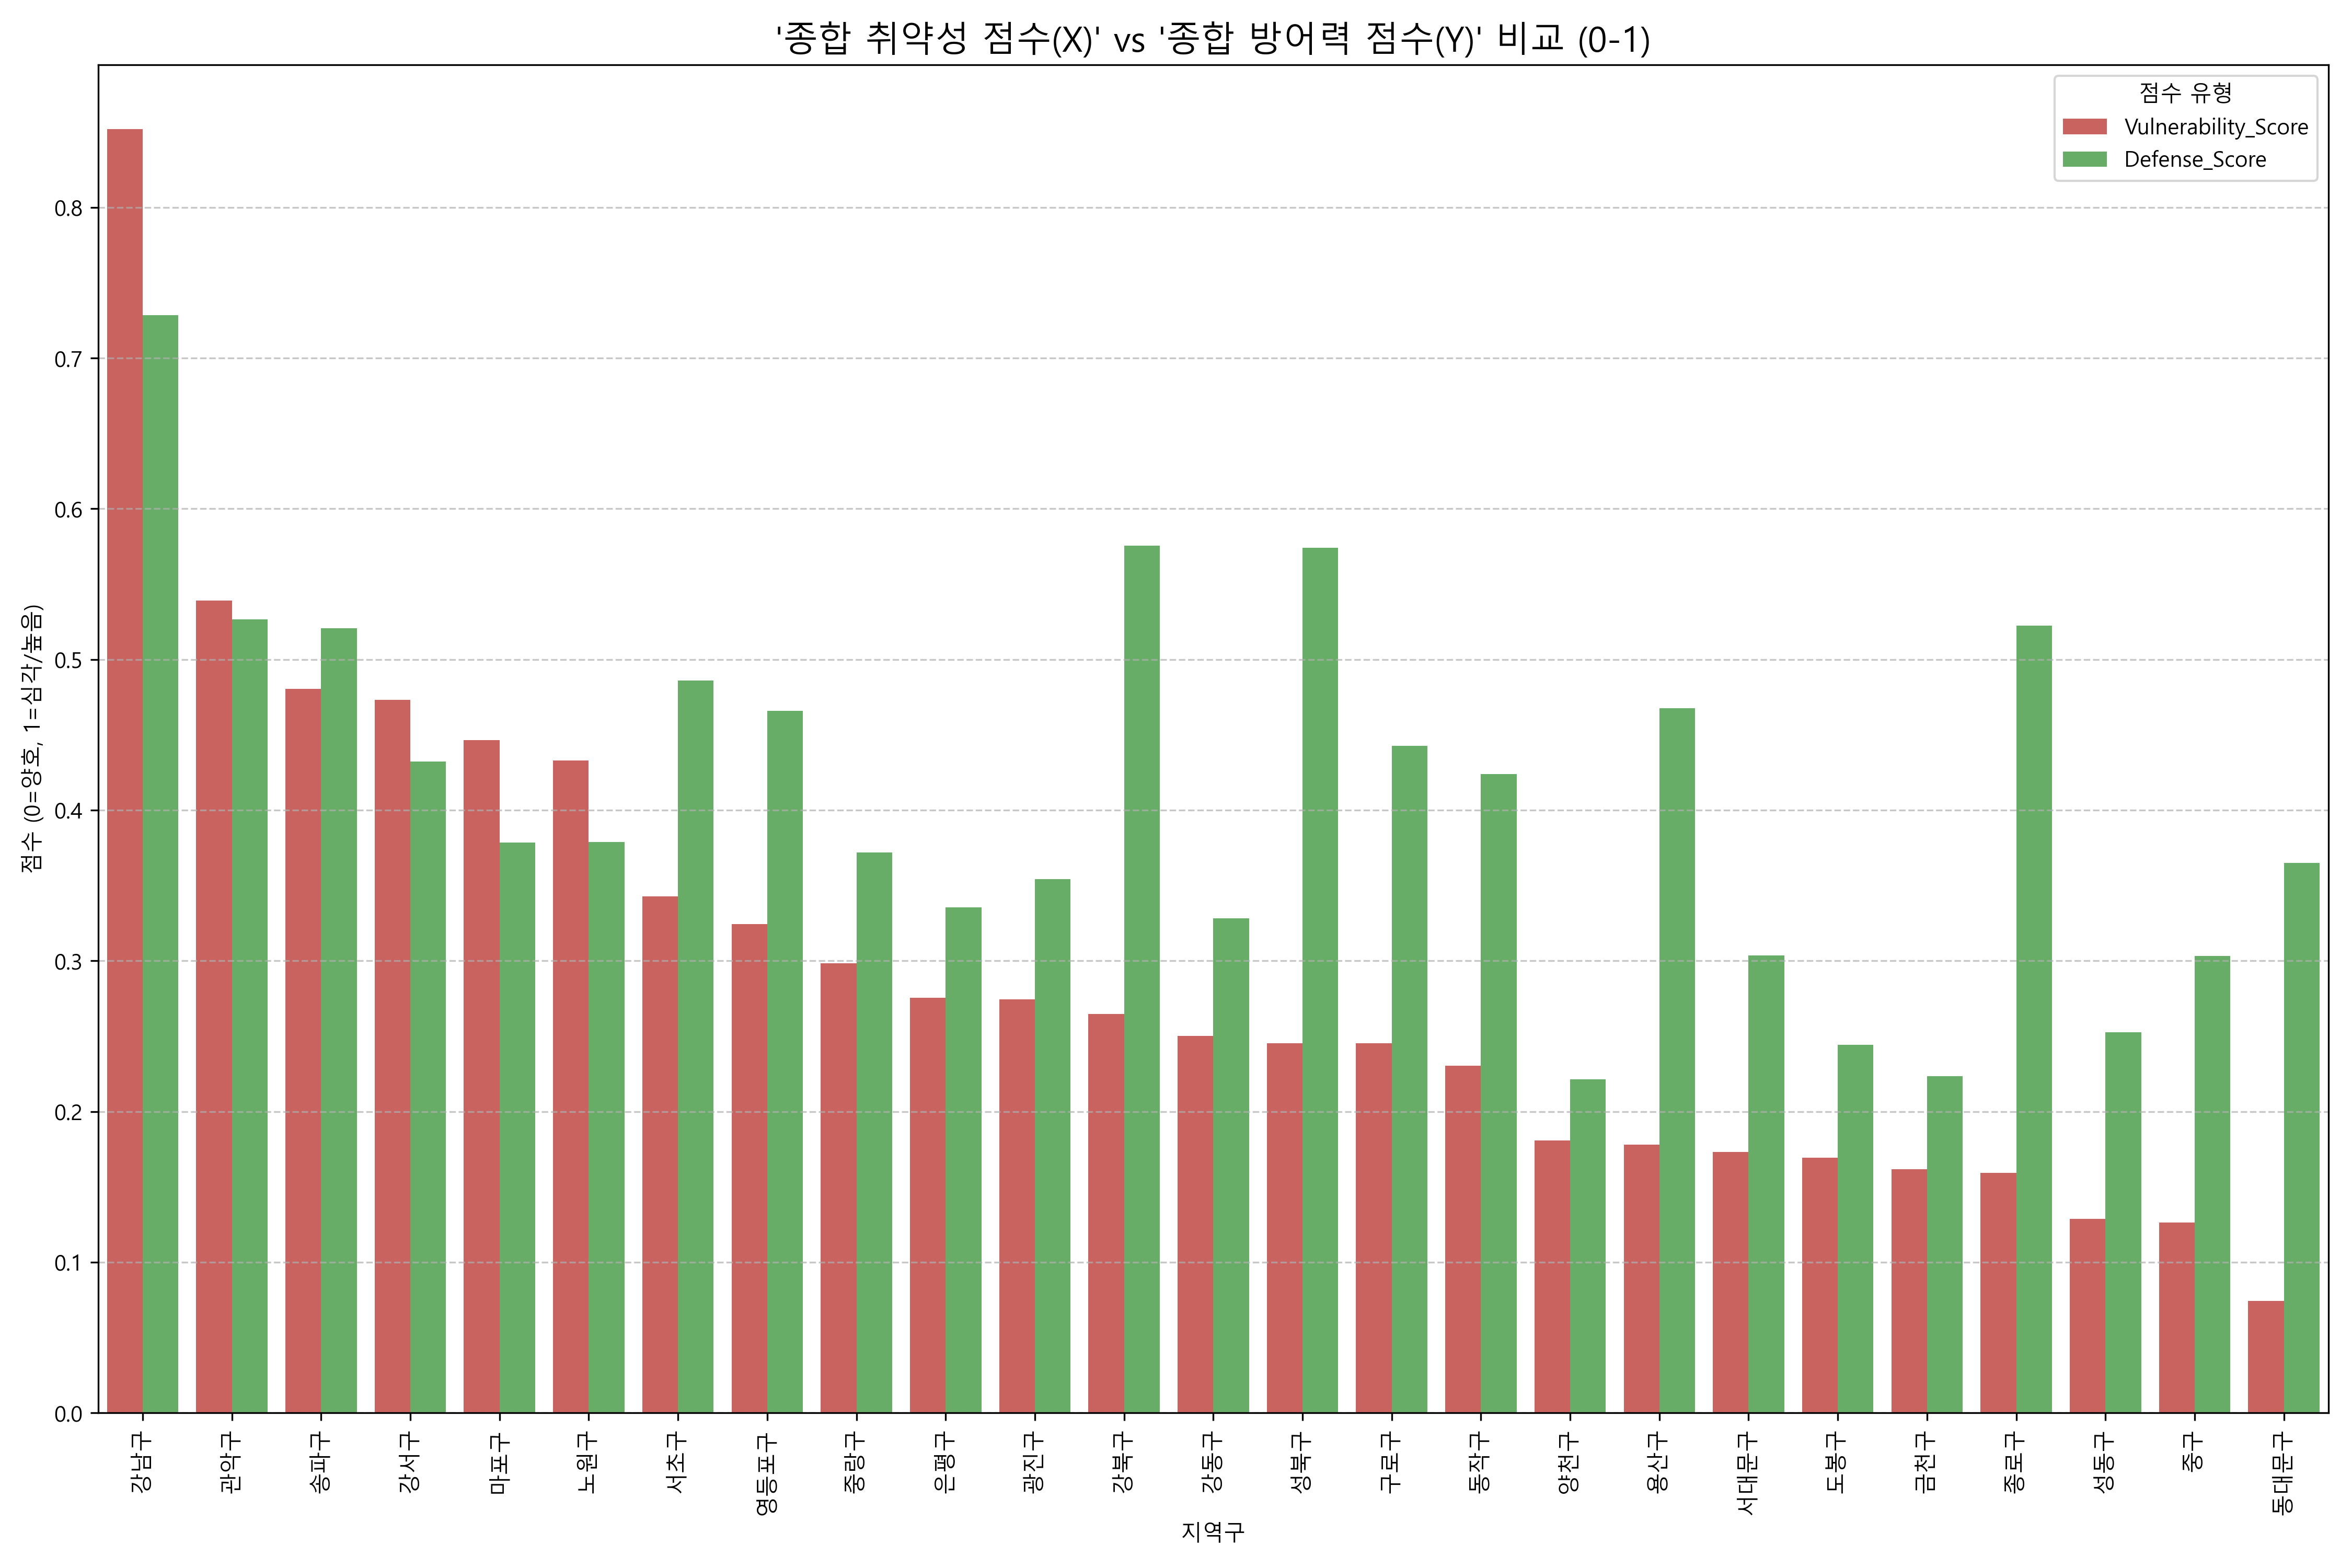 '종합 취약성 점수(X)' vs '종합 방어력 점수(Y)' 비교 (0-1)
점수 유형
Vulnerability_Score
Defense_Score
점수 (0=양호, 1=심각/높음)
0.8
0.7
0.6
0.5
0.4
0.3
0.2
0.1
0.0
강남구
관악구
송파구
강서구
마포구
노원구
서초구
영등포구
중랑구
은평구
광진구
강북구
강동구
성북구
구로구
동작구
양천구
용산구
서대문구
도봉구
금천구
종로구
성동구
중구
동대문구
지역구